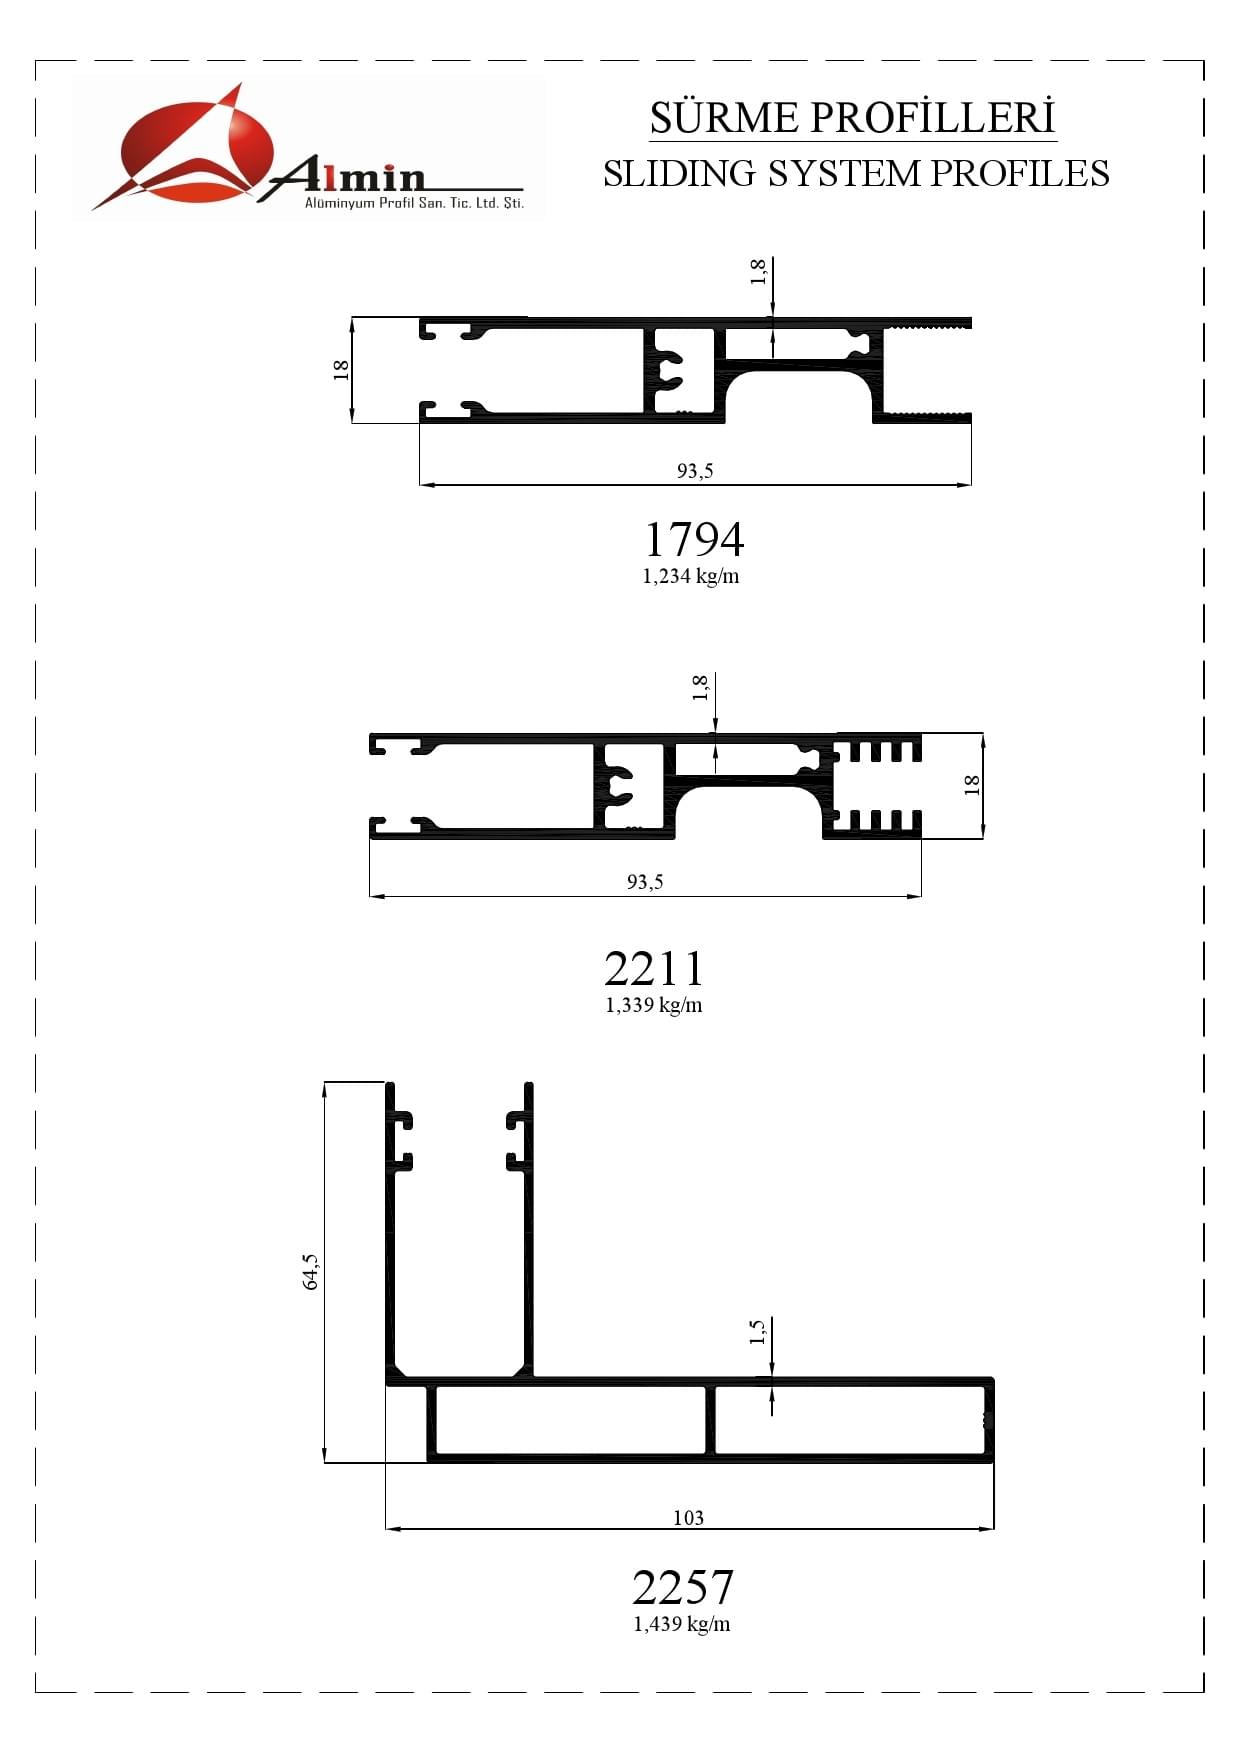 Almin
Alüminyum Profil San. Tic. Ltd. Şti.
SÜRME PROFİLLERİ
SLIDING SYSTEM PROFILES
1,8
18
93,5
1794
1,234 kg/m
1,8
18
93,5
2211
1,339 kg/m
64,5
1,5
103
2257
1,439 kg/m